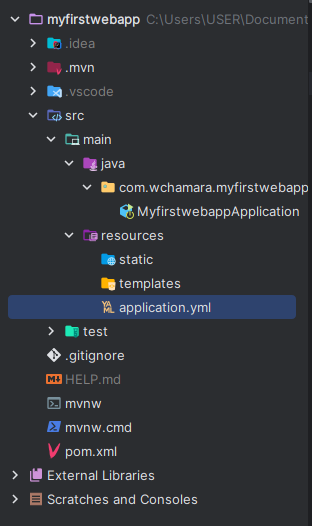 myfirstwebapp C:\Users\USER\Document
.idea
.mvn
.vscode
src
main
java
com.wchamara.myfirstwebapp
MyfirstwebappApplication
resources
static
templates
application.yml
test
.gitignore
HELP.md
mvnw
mvnw.cmd
pom.xml
External Libraries
Scratches and Consoles